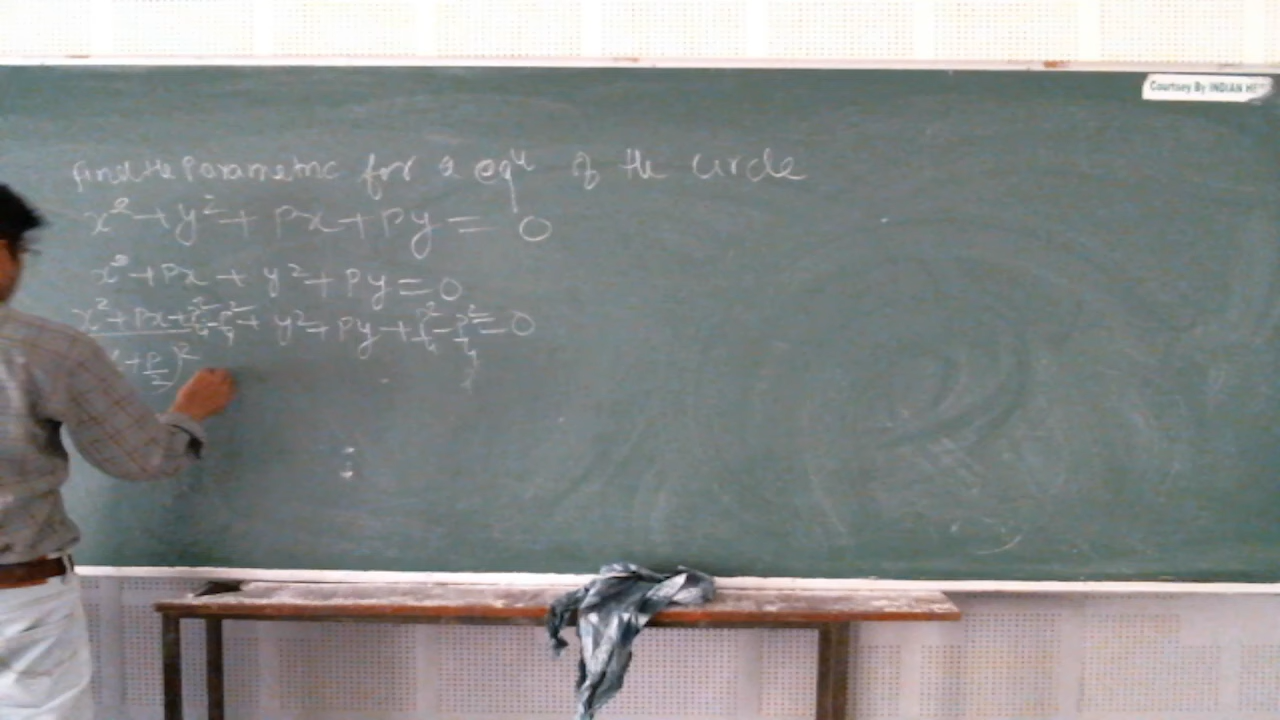 Courtsey By INDIAN
Find the Parametric for a eqⁿ of the circle
x² + y² + Px + Py = 0
x² + Px + y² + Py = 0
x² + Px + P²/4 - P²/4 + y² + Py + P²/4 - P²/4 = 0
+ P/2)²